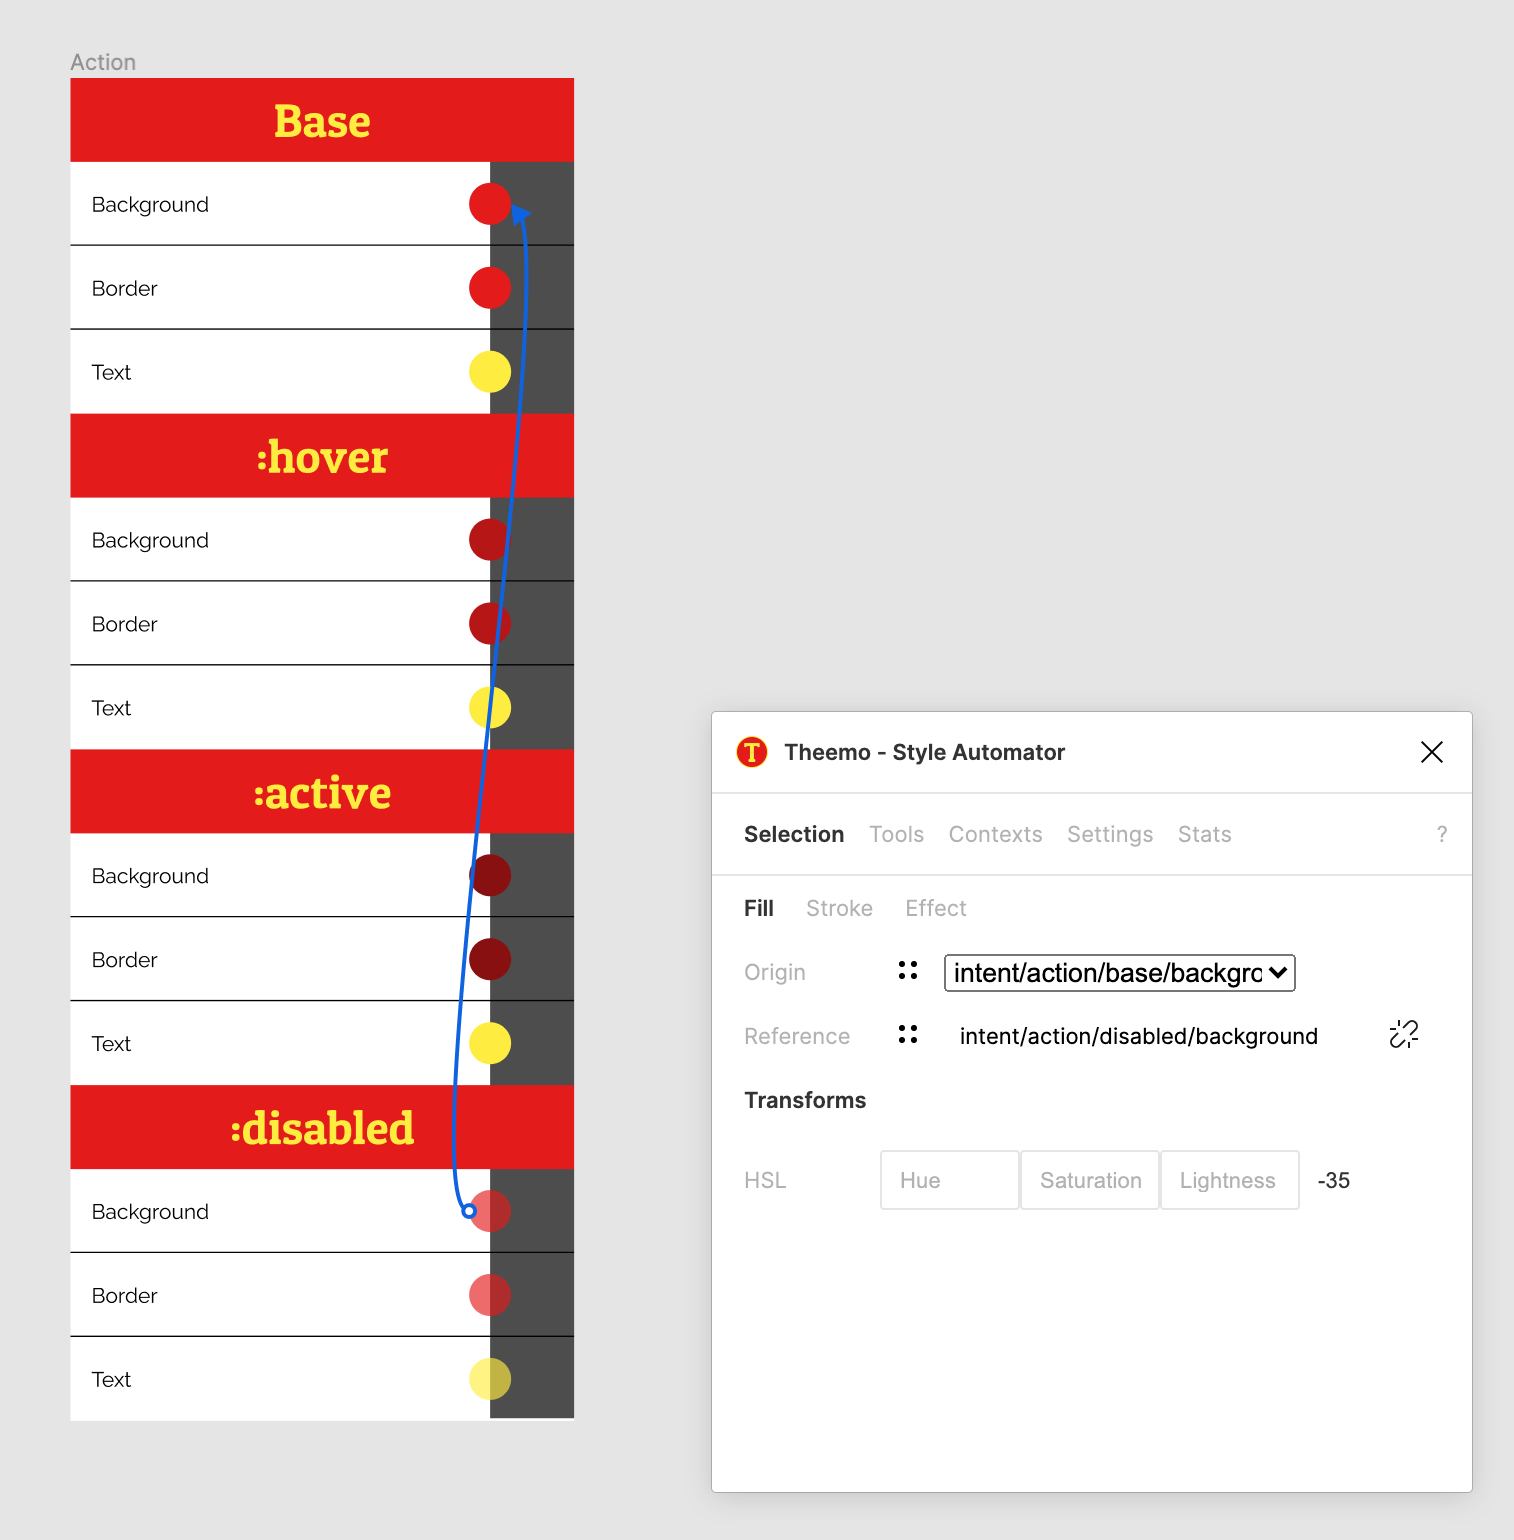 Action
Base
Background
Border
Text
:hover
Background
Border
Text
:active
Background
Border
Text
:disabled
Background
Border
Text
T Theemo - Style Automator
Selection Tools Contexts Settings Stats ?
Fill Stroke Effect
Origin intent/action/base/backgro
Reference intent/action/disabled/background
Transforms
HSL Hue Saturation Lightness -35